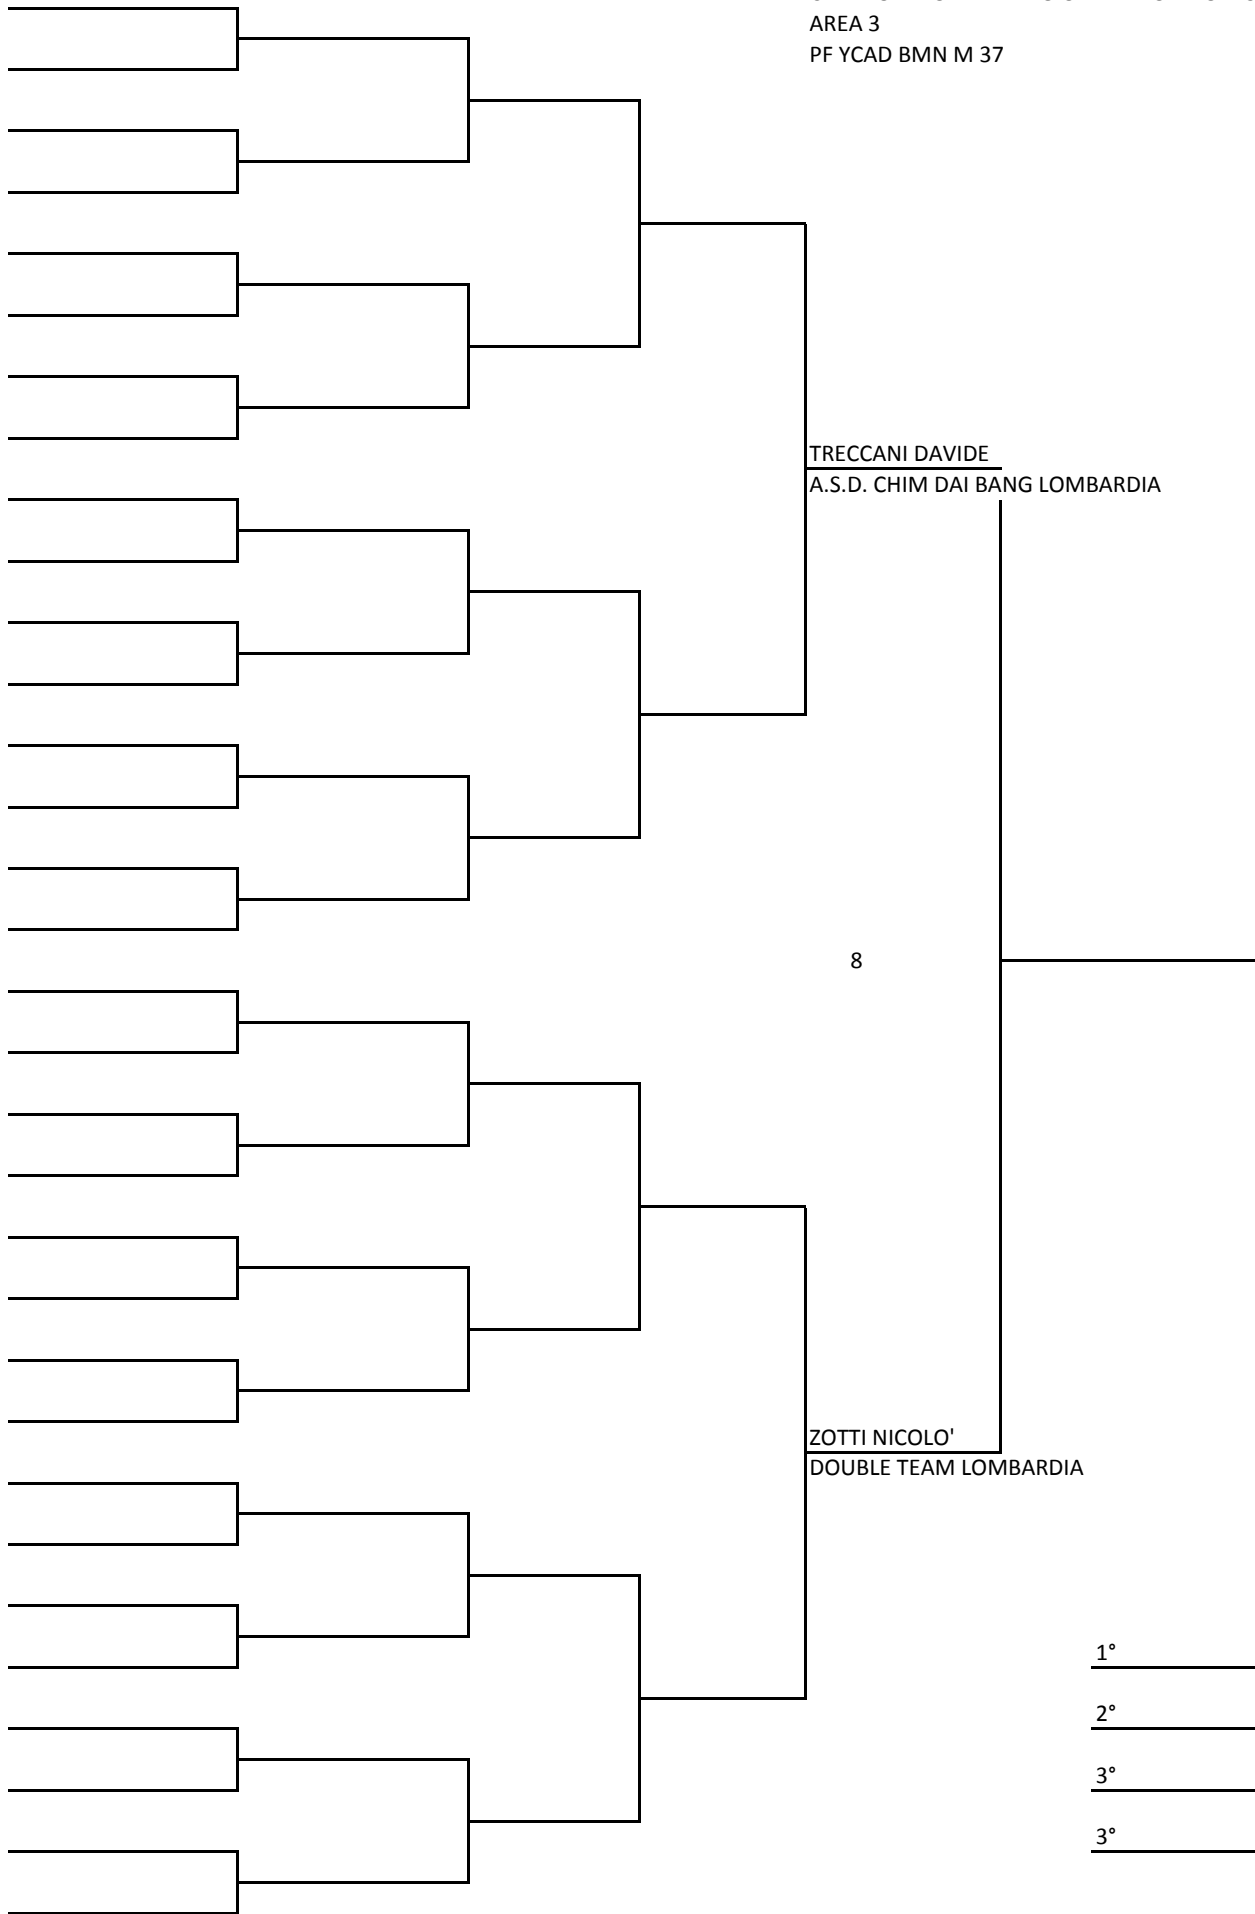 AREA 3
PF YCAD BMN M 37
TRECCANI DAVIDE
A.S.D. CHIM DAI BANG LOMBARDIA
8
ZOTTI NICOLO'
DOUBLE TEAM LOMBARDIA
1°
2°
3°
3°